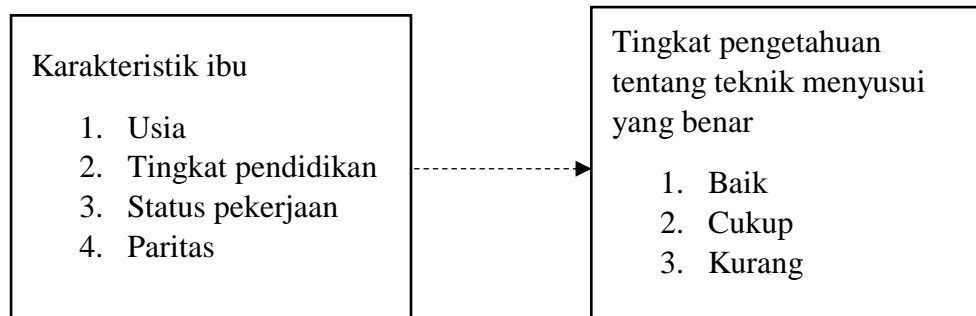 Karakteristik ibu
1. Usia
2. Tingkat pendidikan
3. Status pekerjaan
4. Paritas
Tingkat pengetahuan
tentang teknik menyusui
yang benar
1. Baik
2. Cukup
3. Kurang